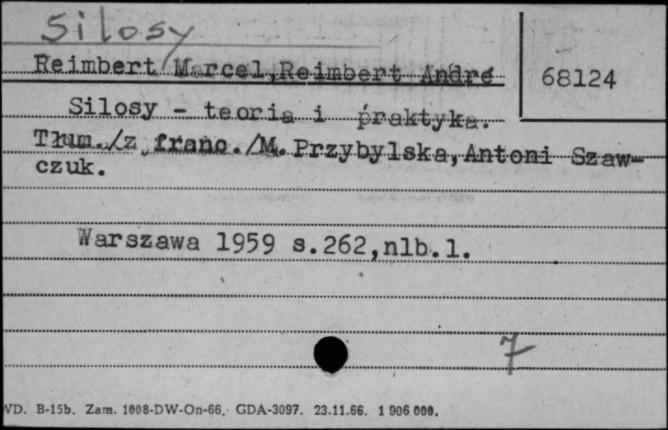 Silosy
Reimbert Marcel,Reimbert André
68124
Silosy - teoria i praktyka.
Tłum./z franc./M.Przybylska,Antoni Szaw-
czuk.
Warszawa 1959 s.262,nlb.1.
7
WD. B-15b. Zam. 1008-DW-On-66. GDA-3097. 23.11.66. 1 906 000.